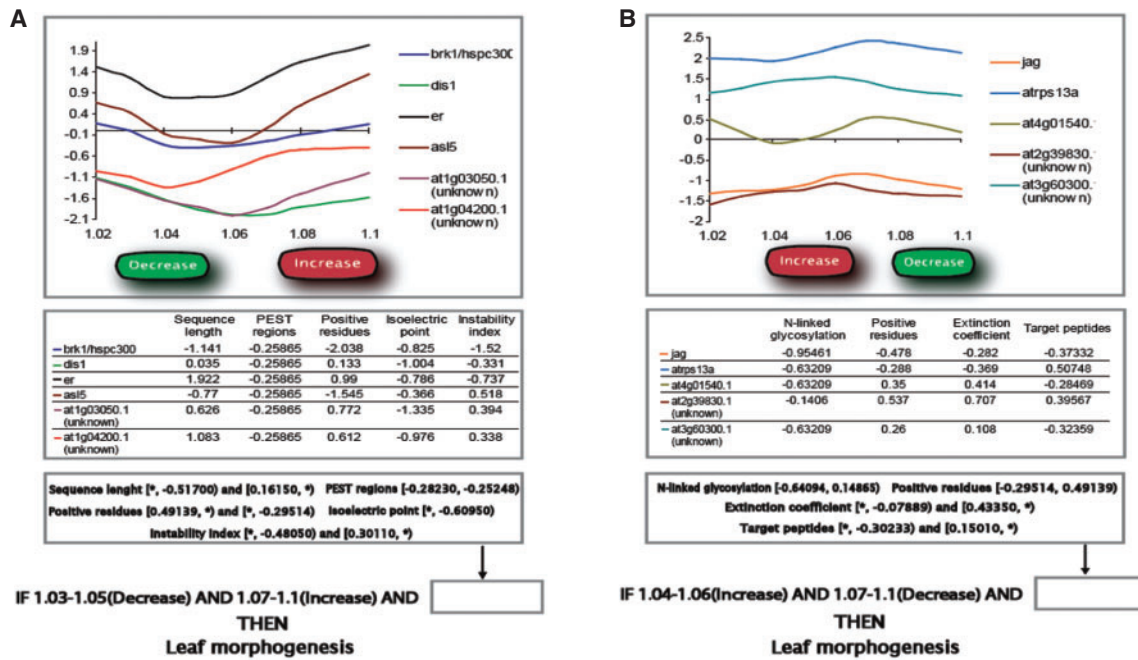 A
1.9
1.4
0.9
0.4
-0.1
-0.6
-1.1
-1.6
-2.1
1.02 1.04 1.06 1.08 1.1
brk1/hspc300
dis1
er
asl5
at1g03050.1
(unknown)
at1g04200.1
(unknown)
Decrease Increase
Sequence length PEST regions Positive residues Isoelectric point Instability index
brk1/hspc300 -1.141 -0.25865 -2.038 -0.825 -1.52
dis1 0.035 -0.25865 0.133 -1.004 -0.331
er 1.922 -0.25865 0.99 -0.786 -0.737
asl5 -0.77 -0.25865 -1.545 -0.366 0.518
at1g03050.1 0.626 -0.25865 0.772 -1.335 0.394
(unknown)
at1g04200.1 1.083 -0.25865 0.612 -0.976 0.338
(unknown)
Sequence lenght [*, -0.51700) and [0.16150, *) PEST regions [-0.28230, -0.25248)
Positive residues [0.49139, *) and [*, -0.29514) Isoelectric point [*, -0.60950)
Instability index [*, -0.48050) and [0.30110, *)
IF 1.03-1.05(Decrease) AND 1.07-1.1(Increase) AND
THEN
Leaf morphogenesis
B
2.5
2
1.5
1
0.5
0
-0.5
-1
-1.5
-2
1.02 1.04 1.06 1.08 1.1
jag
atrps13a
at4g01540.
at2g39830.
(unknown)
at3g60300.
(unknown)
Increase Decrease
N-linked glycosylation Positive residues Extinction coefficient Target peptides
jag -0.95461 -0.478 -0.282 -0.37332
atrps13a -0.63209 -0.288 -0.369 0.50748
at4g01540.1 -0.63209 0.35 0.414 -0.28469
at2g39830.1 -0.1406 0.537 0.707 0.39567
(unknown)
at3g60300.1 -0.63209 0.26 0.108 -0.32359
(unknown)
N-linked glycosylation [-0.64094, 0.14865) Positive residues [-0.29514, 0.49139)
Extinction coefficient [*, -0.07889) and [0.43350, *)
Target peptides [*, -0.30233) and [0.15010, *)
IF 1.04-1.06(Increase) AND 1.07-1.1(Decrease) AND
THEN
Leaf morphogenesis